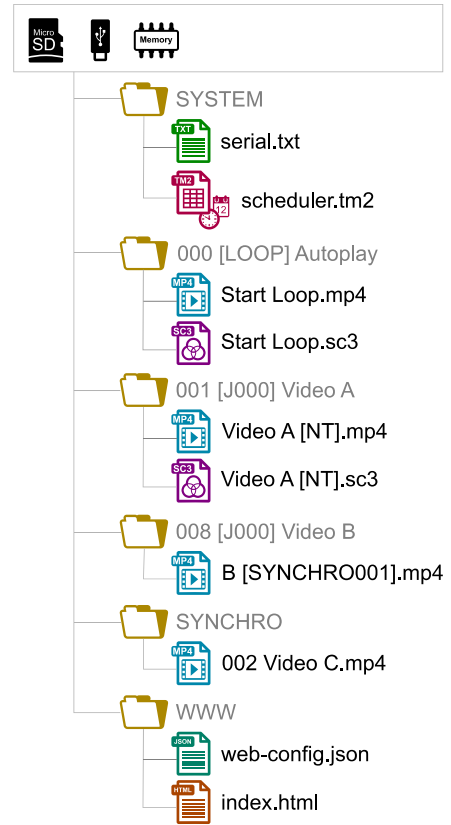 Micro
SD
Memory
SYSTEM
TXT
serial.txt
TM2
12
scheduler.tm2
000 [LOOP] Autoplay
MP4
Start Loop.mp4
SC3
Start Loop.sc3
001 [J000] Video A
MP4
Video A [NT].mp4
SC3
Video A [NT].sc3
008 [J000] Video B
MP4
B [SYNCHRO001].mp4
SYNCHRO
MP4
002 Video C.mp4
WWW
JSON
web-config.json
HTML
index.html